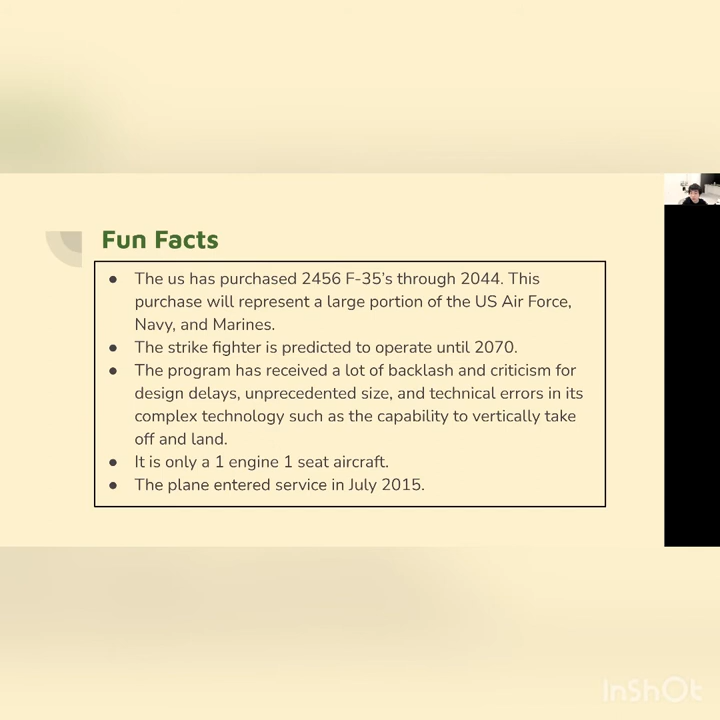 Fun Facts
● The us has purchased 2456 F-35's through 2044. This
purchase will represent a large portion of the US Air Force,
Navy, and Marines.
● The strike fighter is predicted to operate until 2070.
● The program has received a lot of backlash and criticism for
design delays, unprecedented size, and technical errors in its
complex technology such as the capability to vertically take
off and land.
● It is only a 1 engine 1 seat aircraft.
● The plane entered service in July 2015.
InShOt